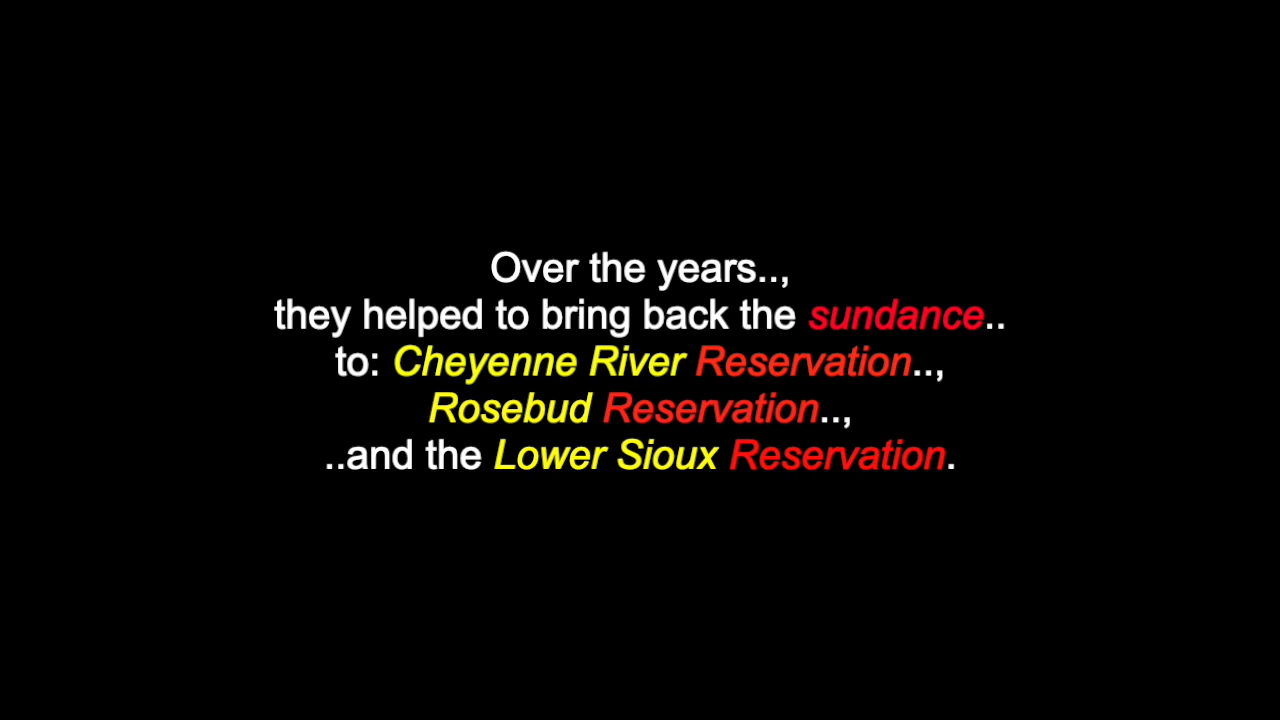 Over the years..,
they helped to bring back the sundance..
to: Cheyenne River Reservation..,
Rosebud Reservation..,
..and the Lower Sioux Reservation.